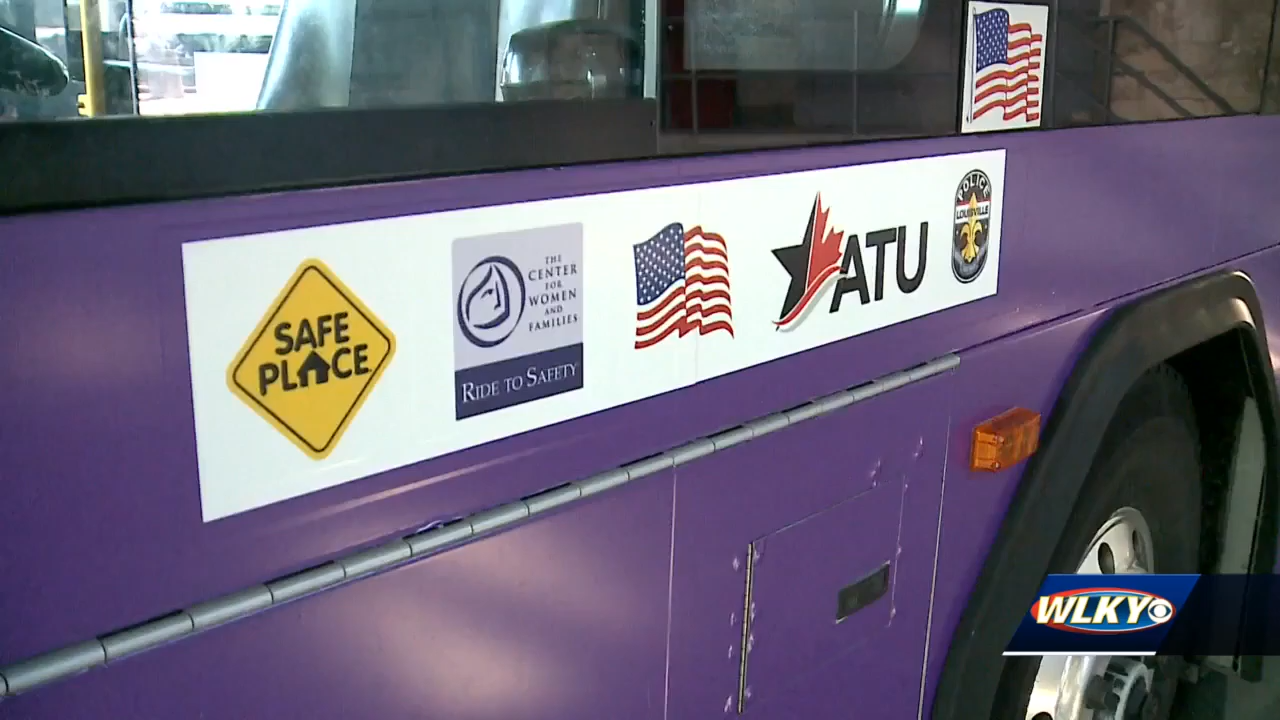 SAFE
PLACE
THE
CENTER
FOR
WOMEN
AND
FAMILIES
RIDE TO SAFETY
ATU
POLICE
LOUISVILLE
WLKY